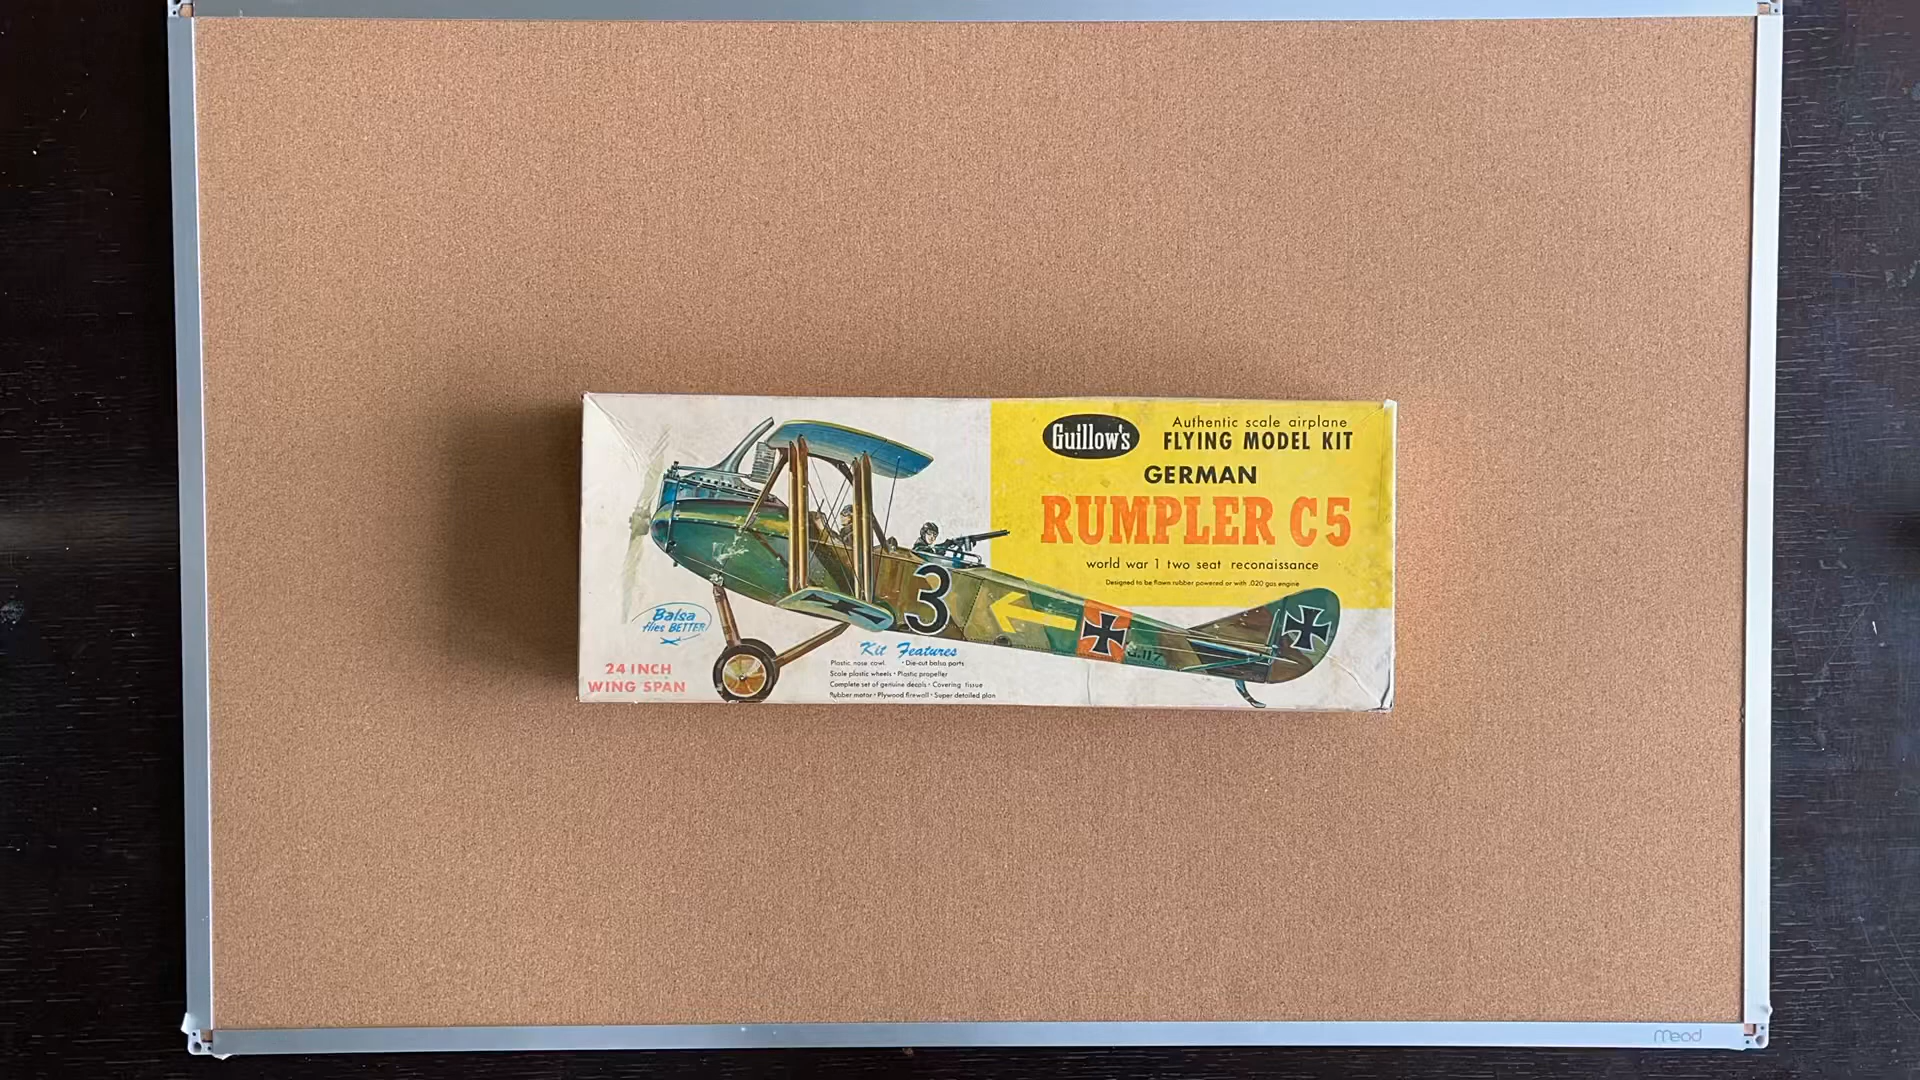 Guillow's
Authentic scale airplane
FLYING MODEL KIT
GERMAN
RUMPLER C5
world war 1 two seat reconaissance
Designed to be flown rubber powered or with .020 gas engine
3
G.117
Balsa
flies BETTER
24 INCH
WING SPAN
Kit Features
Plastic nose cowl • Die-cut balsa parts
Scale plastic wheels • Plastic propeller
Complete set of genuine decals • Covering tissue
Rubber motor • Plywood firewall • Super detailed plan
Mead